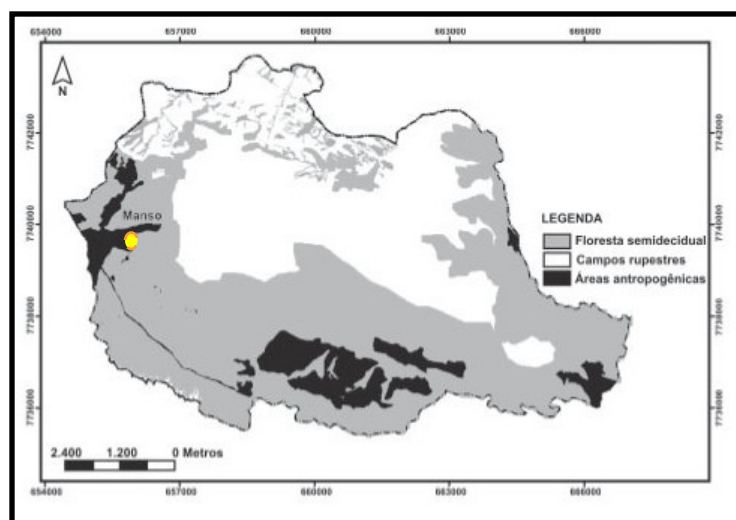 654000 657000 660000 663000 666000
N
7742000 7742000
Manso
7740000 7740000
LEGENDA
Floresta semidecidual
Campos rupestres
Áreas antropogênicas
7738000 7738000
7736000 7736000
2.400 1.200 0 Metros
654000 657000 660000 663000 666000